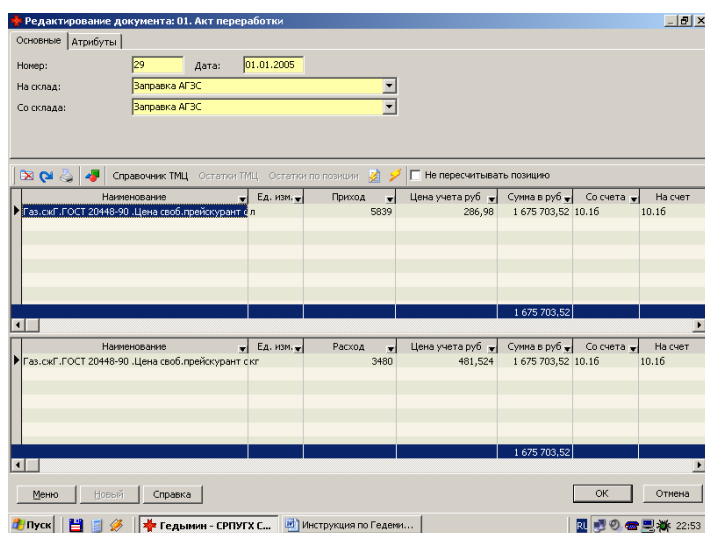 Редактирование документа: 01. Акт переработки
Основные Атрибуты
Номер: 29 Дата: 01.01.2005
На склад: Заправка АГЗС
Со склада: Заправка АГЗС
Справочник ТМЦ Остатки ТМЦ Остатки по позиции Не пересчитывать позицию
Наименование Ед. изм. Приход Цена учета руб Сумма в руб Со счета На счет
Газ.сжГ.ГОСТ 20448-90 .Цена своб.прейскурант с л 5839 286,98 1 675 703,52 10.16 10.16
1 675 703,52
Наименование Ед. изм. Расход Цена учета руб Сумма в руб Со счета На счет
Газ.сжГ.ГОСТ 20448-90 .Цена своб.прейскурант с кг 3480 481,524 1 675 703,52 10.16 10.16
1 675 703,52
Меню Новый Справка ОК Отмена
Пуск Гедымин - СРПУГХ С... Инструкция по Гедеми... RU 22:53